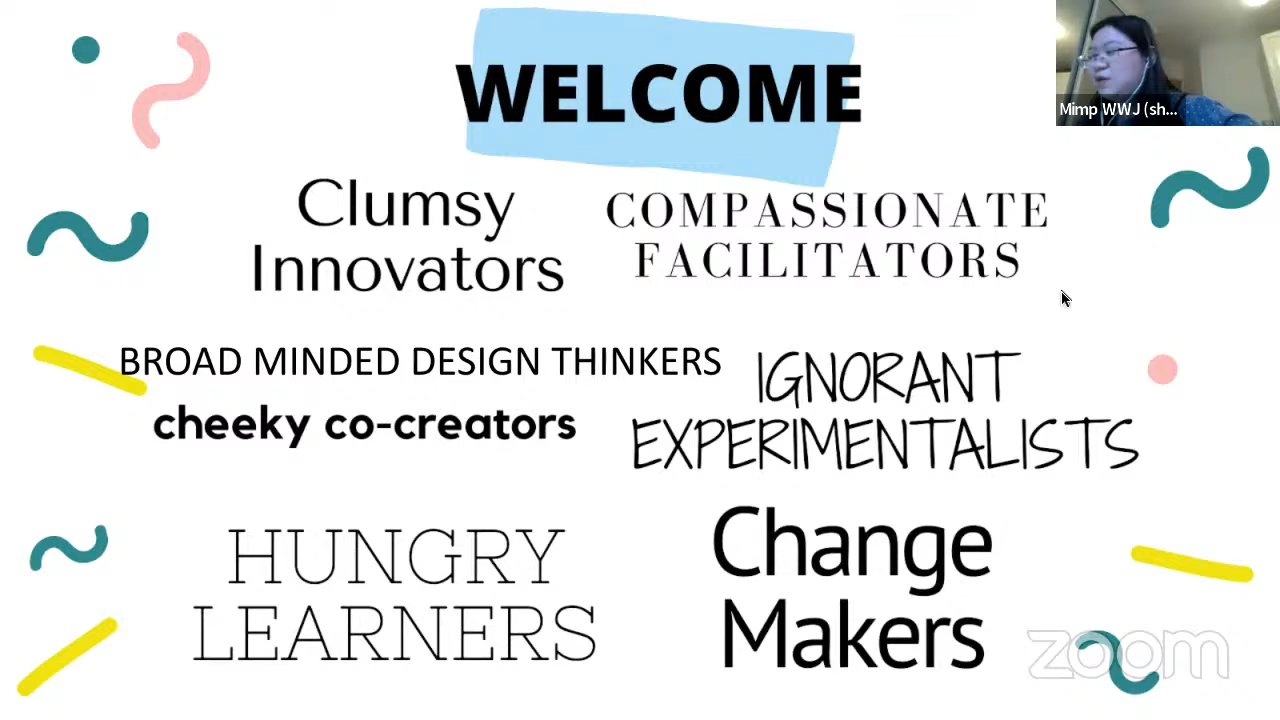 WELCOME
Mimp WWJ (sh...
Clumsy
Innovators
COMPASSIONATE
FACILITATORS
BROAD MINDED DESIGN THINKERS
cheeky co-creators
IGNORANT
EXPERIMENTALISTS
HUNGRY
LEARNERS
Change
Makers
zoom